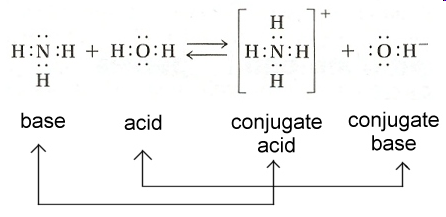 H
H:N:H + H:O:H ⇌ [H:N:H]+ + :O:H−
H
H
base acid conjugate acid conjugate base